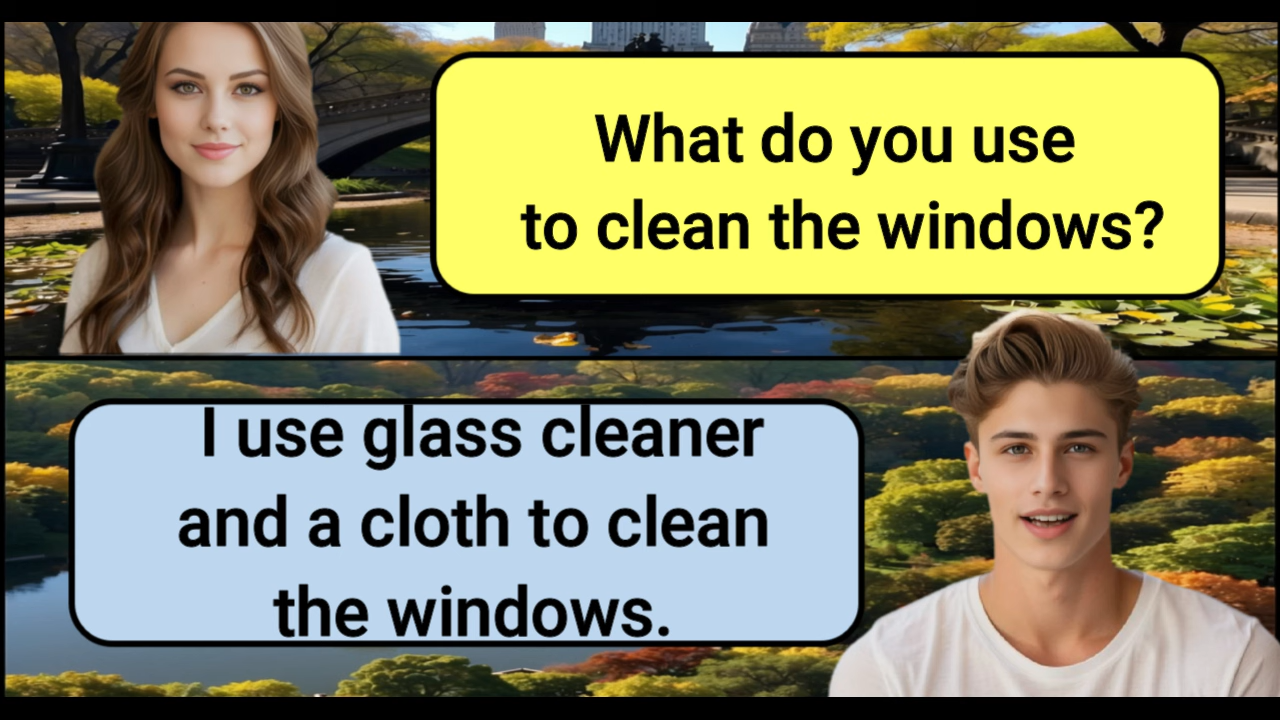 What do you use
to clean the windows?
I use glass cleaner
and a cloth to clean
the windows.